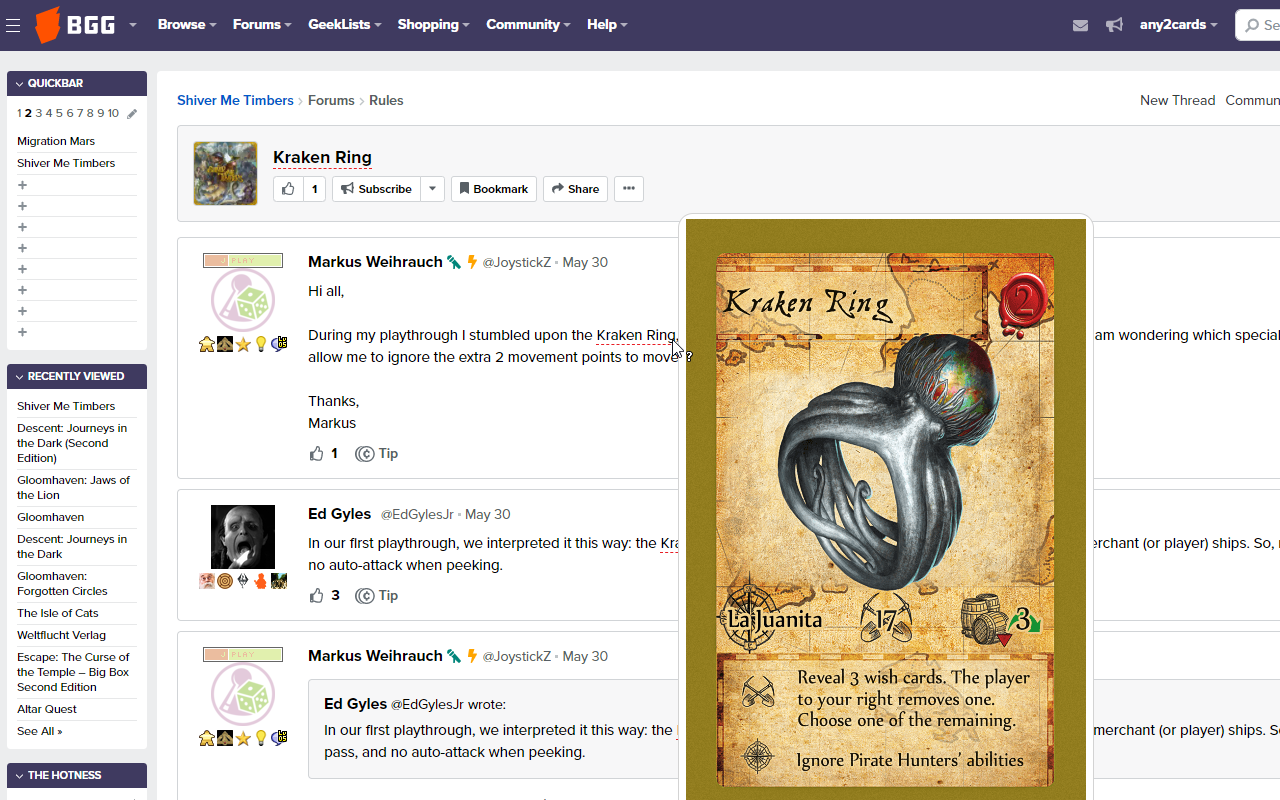 BGG Browse Forums GeekLists Shopping Community Help any2cards Se
QUICKBAR
1 2 3 4 5 6 7 8 9 10
Migration Mars
Shiver Me Timbers
+
+
+
+
+
+
+
+
RECENTLY VIEWED
Shiver Me Timbers
Descent: Journeys in
the Dark (Second
Edition)
Gloomhaven: Jaws of
the Lion
Gloomhaven
Descent: Journeys in
the Dark
Gloomhaven:
Forgotten Circles
The Isle of Cats
Weltflucht Verlag
Escape: The Curse of
the Temple – Big Box
Second Edition
Altar Quest
See All »
THE HOTNESS
Shiver Me Timbers › Forums › Rules
New Thread Commun
Kraken Ring
1 Subscribe Bookmark Share
PLAY
Markus Weihrauch @JoystickZ • May 30
Hi all,
During my playthrough I stumbled upon the Kraken Ring, am wondering which special
allow me to ignore the extra 2 movement points to move ?
Thanks,
Markus
1 Tip
Ed Gyles @EdGylesJr • May 30
In our first playthrough, we interpreted it this way: the Kra erchant (or player) ships. So,
no auto-attack when peeking.
3 Tip
PLAY
Markus Weihrauch @JoystickZ • May 30
Ed Gyles @EdGylesJr wrote:
In our first playthrough, we interpreted it this way: the merchant (or player) ships. S
pass, and no auto-attack when peeking.
Kraken Ring
2
La Juanita 17 3
Reveal 3 wish cards. The player
to your right removes one.
Choose one of the remaining.
Ignore Pirate Hunters' abilities